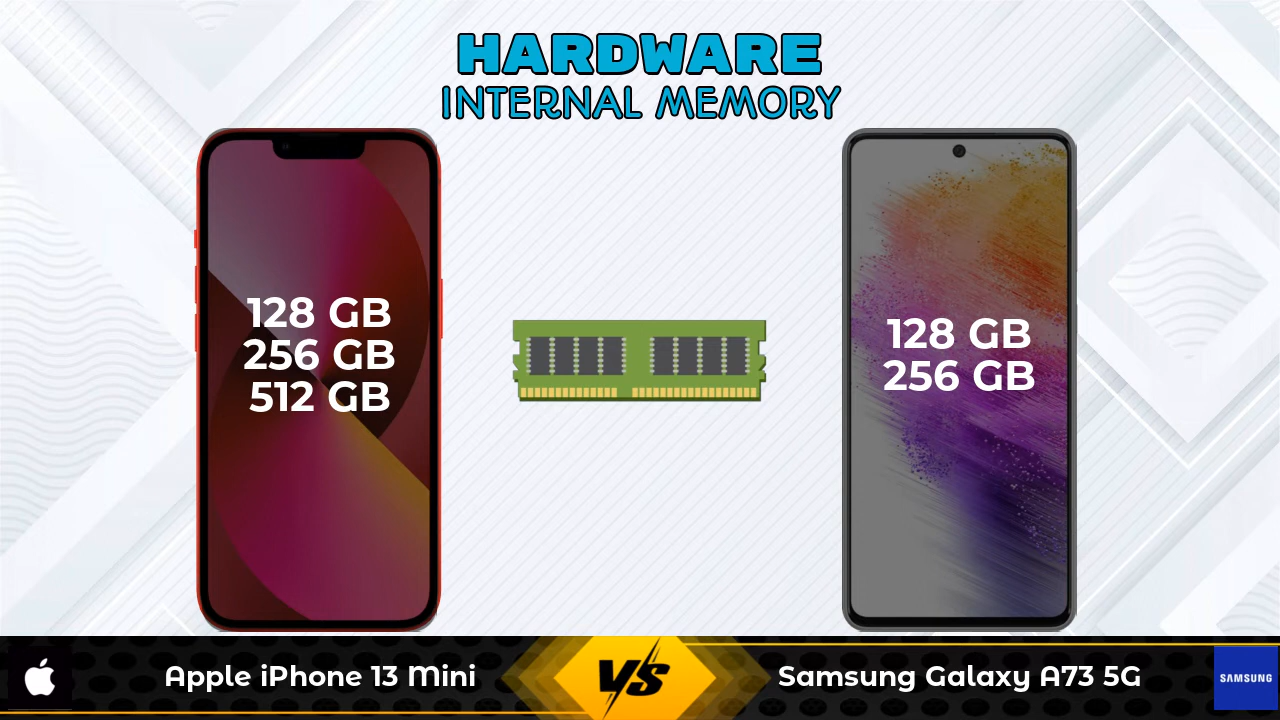 HARDWARE
INTERNAL MEMORY
128 GB
256 GB
512 GB
128 GB
256 GB
Apple iPhone 13 Mini
VS
Samsung Galaxy A73 5G
SAMSUNG